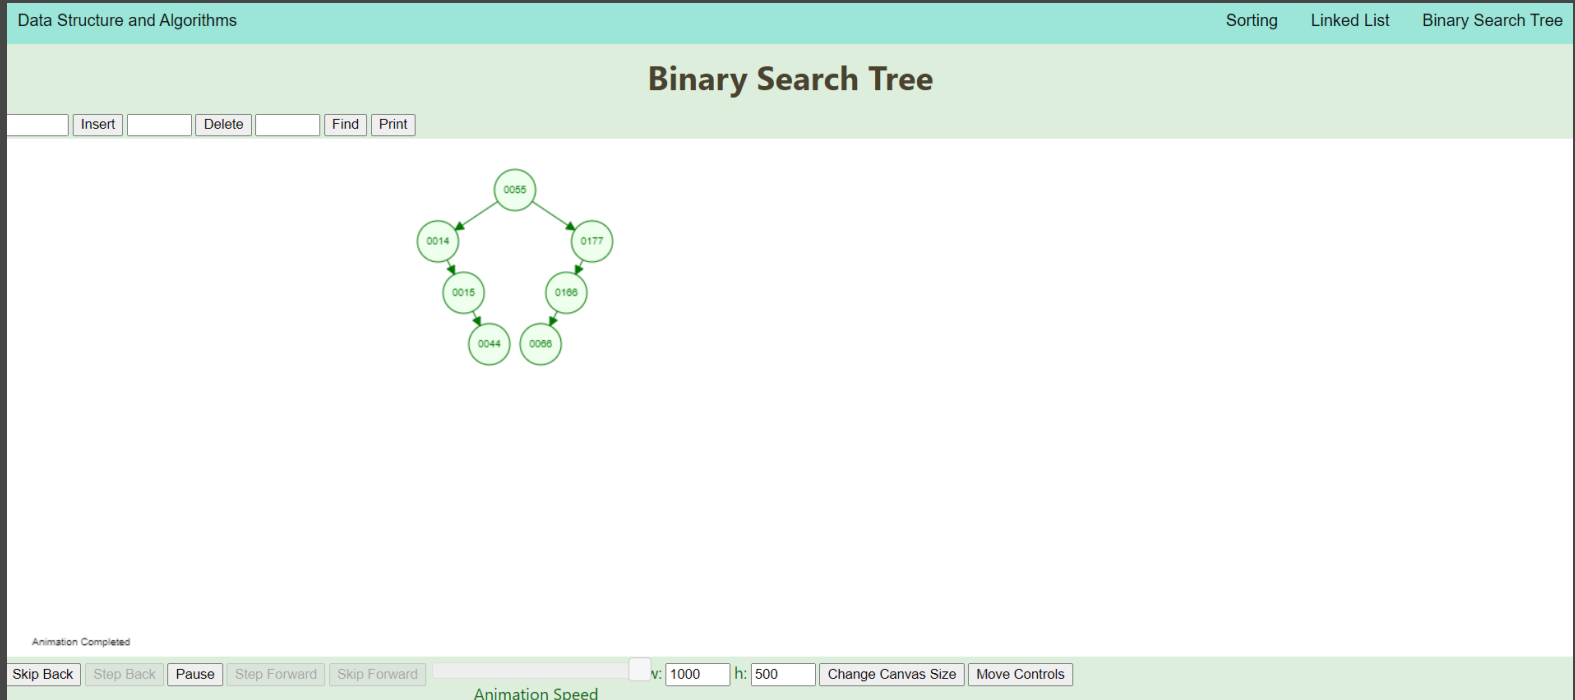 Data Structure and Algorithms Sorting Linked List Binary Search Tree
Binary Search Tree
Insert Delete Find Print
0055
0014 0177
0015 0166
0044 0066
Animation Completed
Skip Back Step Back Pause Step Forward Skip Forward w: 1000 h: 500 Change Canvas Size Move Controls
Animation Speed